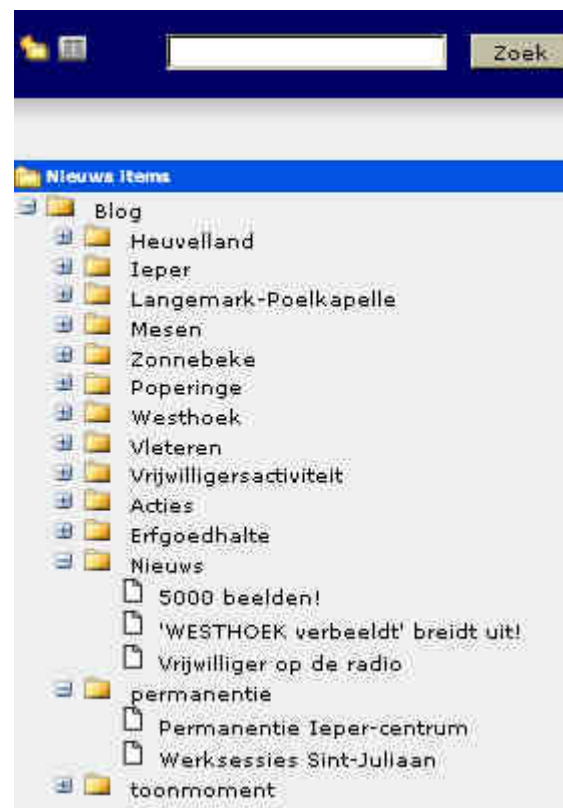 Zoek
Nieuws items
Blog
Heuvelland
Ieper
Langemark-Poelkapelle
Mesen
Zonnebeke
Poperinge
Westhoek
Vleteren
Vrijwilligersactiviteit
Acties
Erfgoedhalte
Nieuws
5000 beelden!
'WESTHOEK verbeeldt' breidt uit!
Vrijwilliger op de radio
permanentie
Permanentie Ieper-centrum
Werksessies Sint-Juliaan
toonmoment